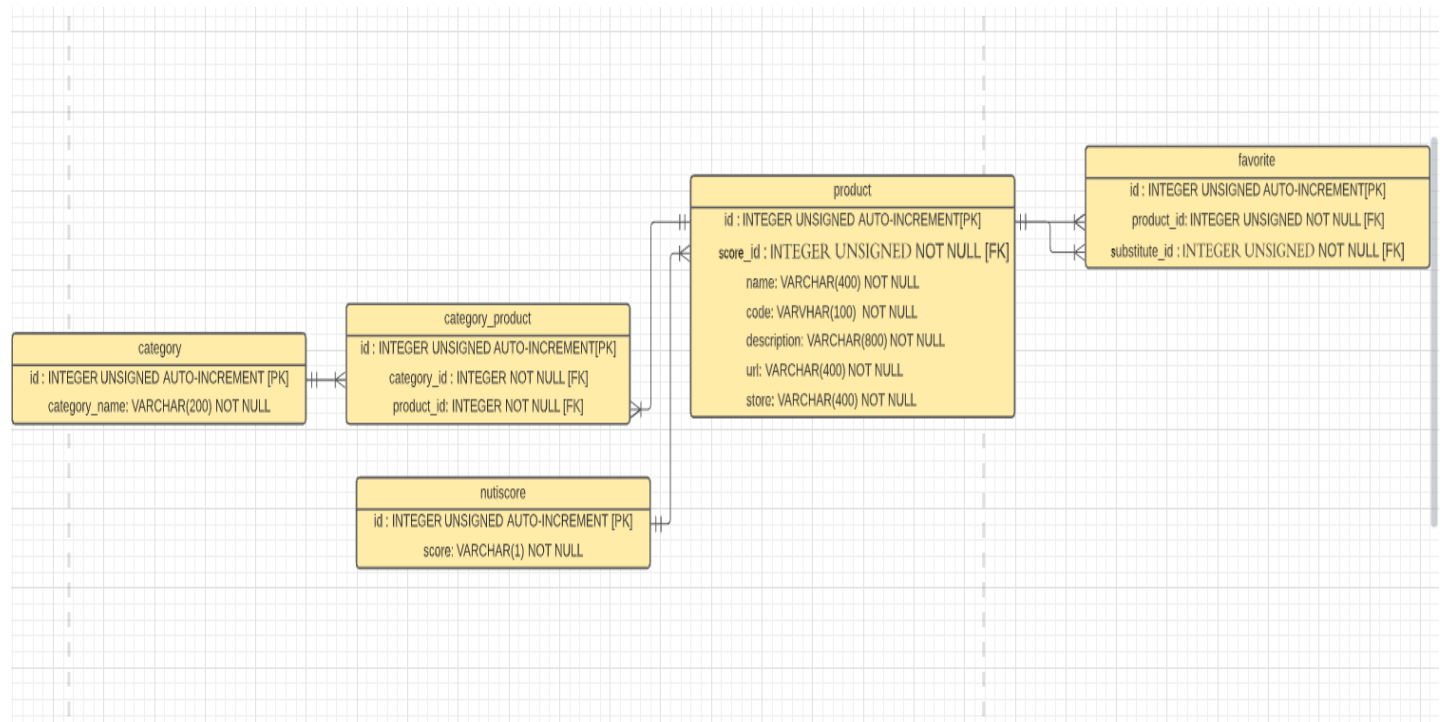 category
id : INTEGER UNSIGNED AUTO-INCREMENT [PK]
category_name: VARCHAR(200) NOT NULL
category_product
id : INTEGER UNSIGNED AUTO-INCREMENT[PK]
category_id : INTEGER NOT NULL [FK]
product_id: INTEGER NOT NULL [FK]
nutiscore
id : INTEGER UNSIGNED AUTO-INCREMENT [PK]
score: VARCHAR(1) NOT NULL
product
id : INTEGER UNSIGNED AUTO-INCREMENT[PK]
score_id : INTEGER UNSIGNED NOT NULL [FK]
name: VARCHAR(400) NOT NULL
code: VARVHAR(100) NOT NULL
description: VARCHAR(800) NOT NULL
url: VARCHAR(400) NOT NULL
store: VARCHAR(400) NOT NULL
favorite
id : INTEGER UNSIGNED AUTO-INCREMENT[PK]
product_id: INTEGER UNSIGNED NOT NULL [FK]
substitute_id : INTEGER UNSIGNED NOT NULL [FK]